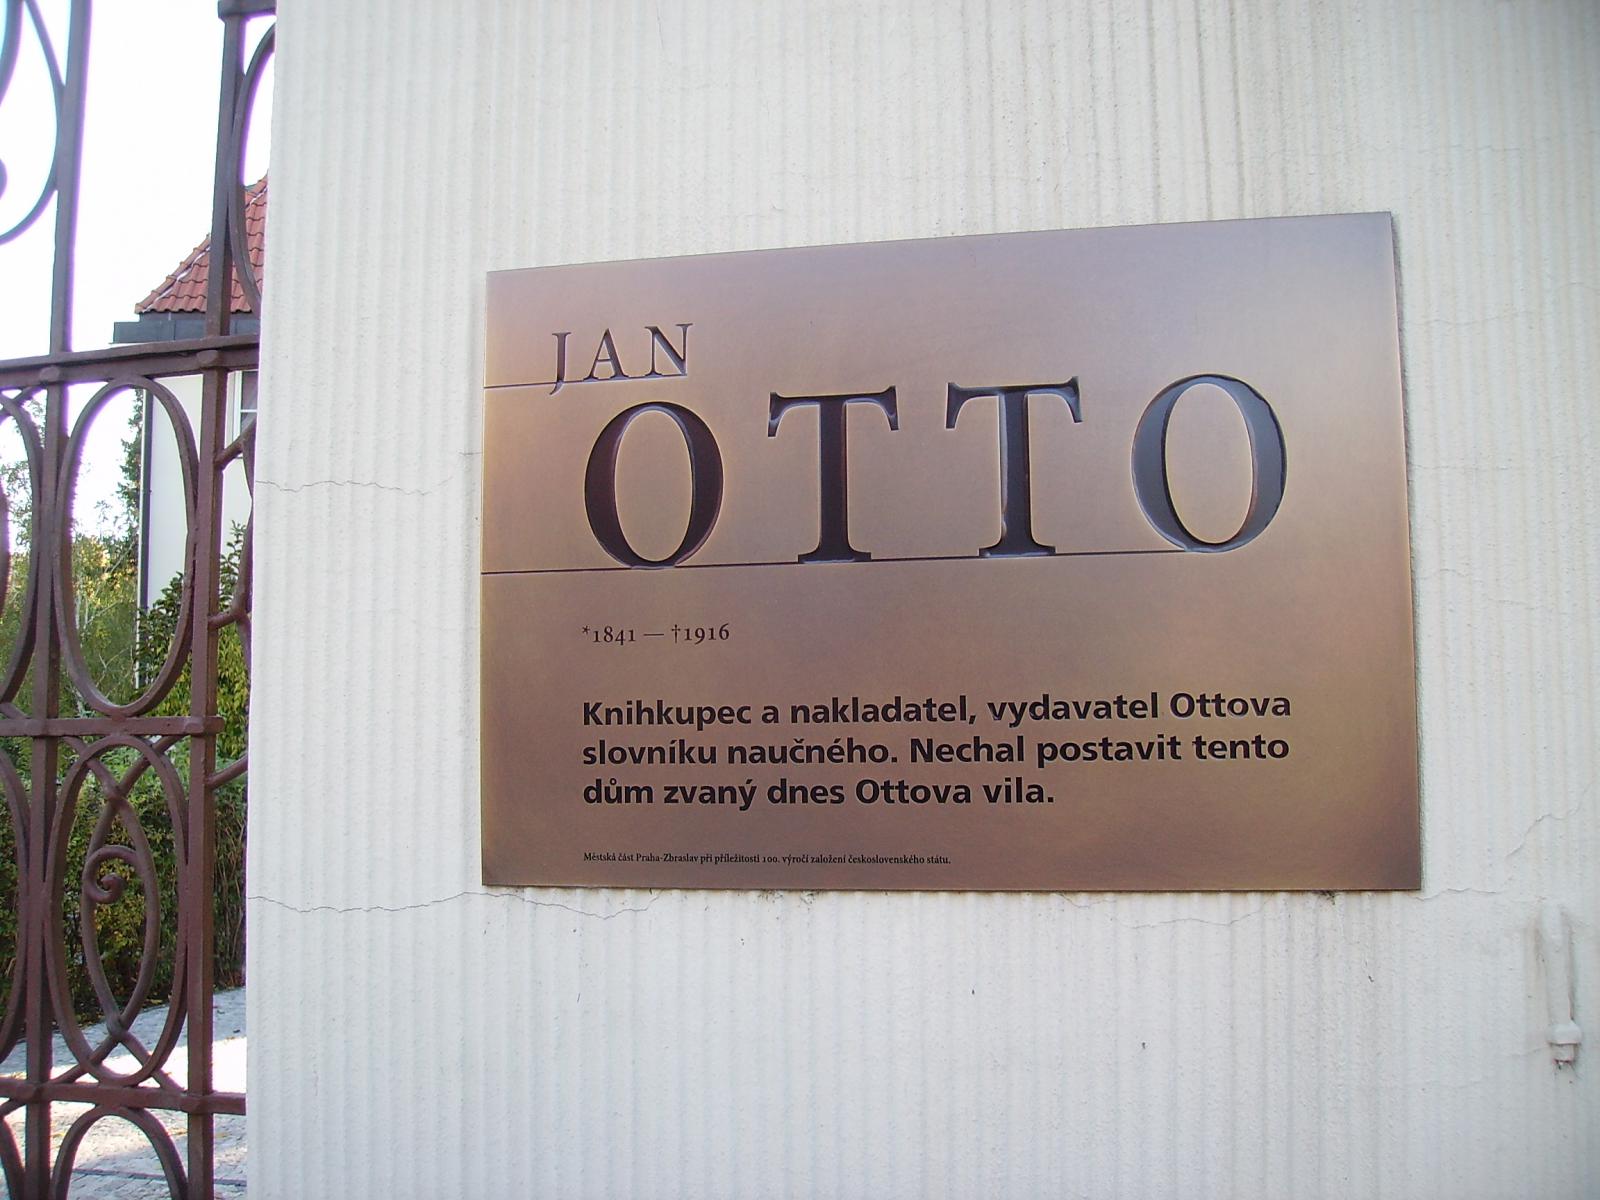 JAN
OTTO
*1841 — †1916
Knihkupec a nakladatel, vydavatel Ottova
slovníku naučného. Nechal postavit tento
dům zvaný dnes Ottova vila.
Městská část Praha-Zbraslav při příležitosti 100. výročí založení československého státu.